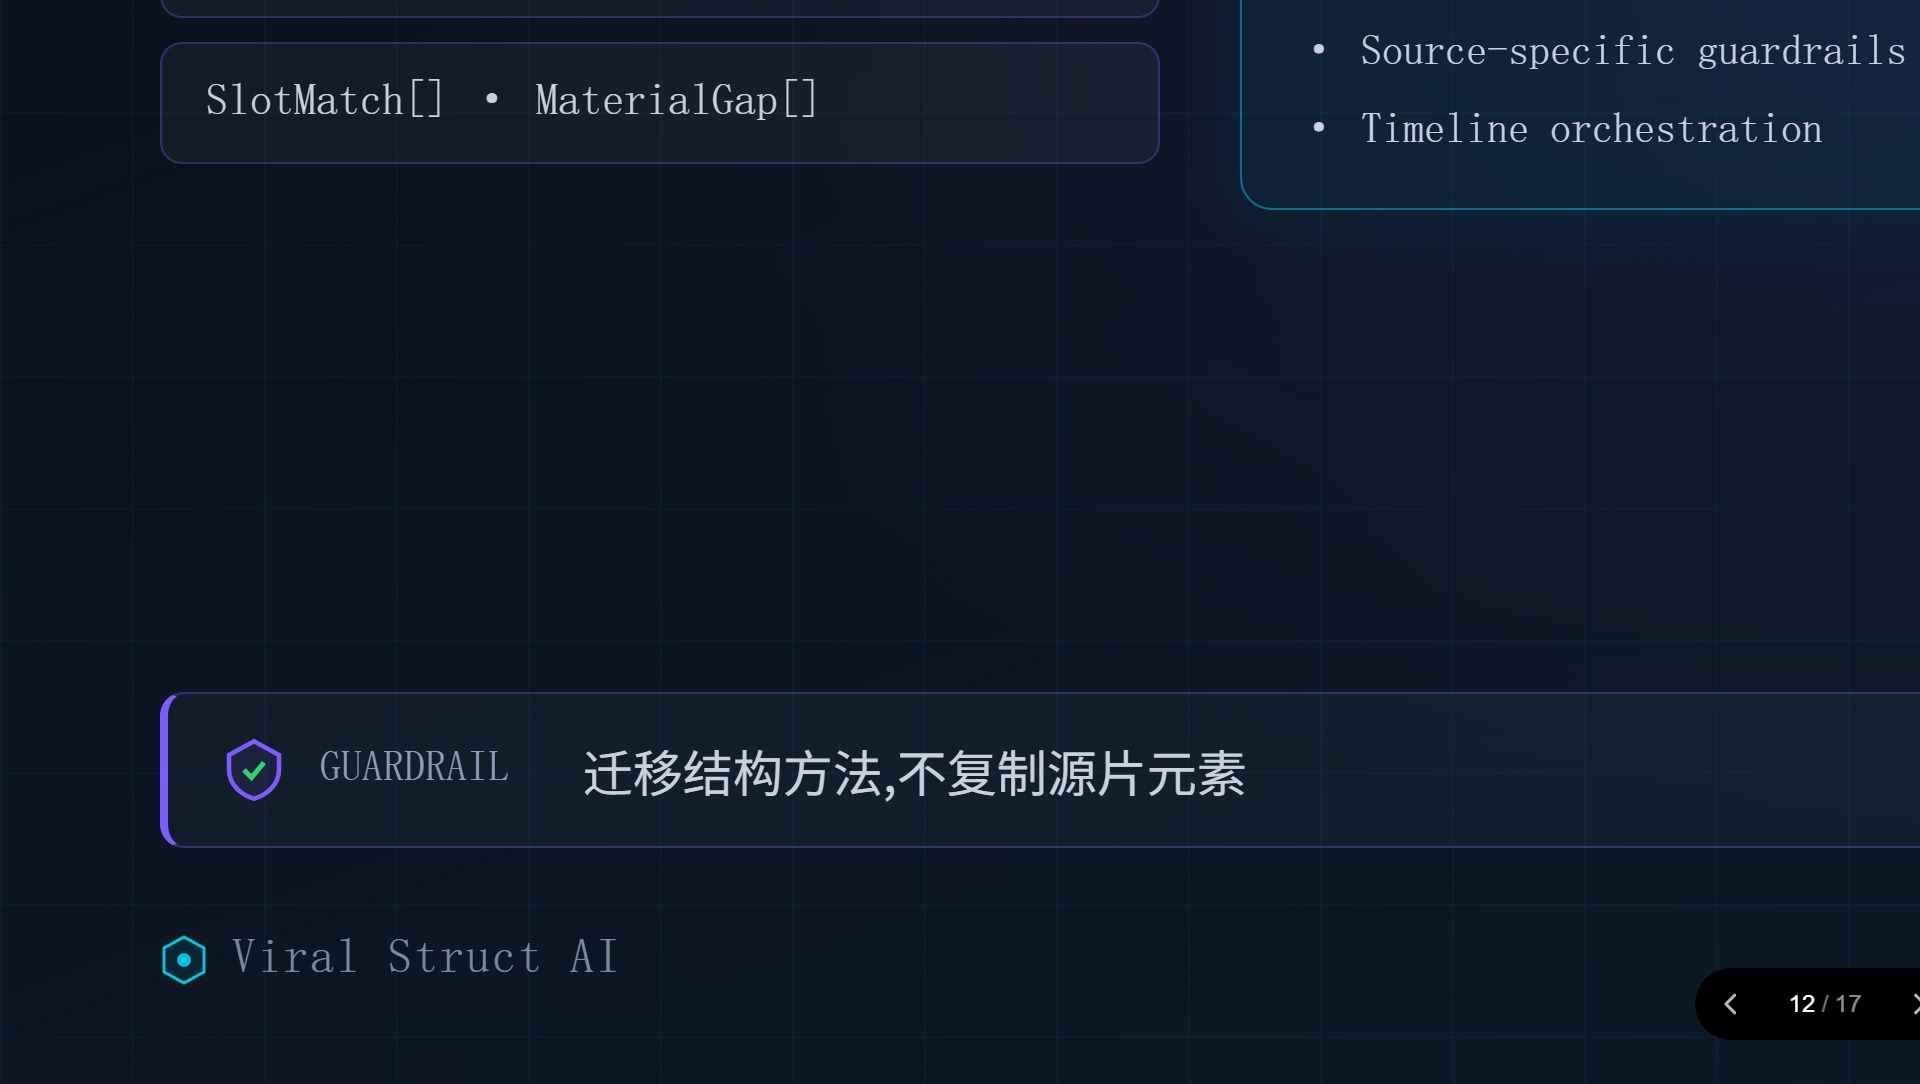 SlotMatch[] • MaterialGap[]
• Source-specific guardrails
• Timeline orchestration
GUARDRAIL 迁移结构方法,不复制源片元素
Viral Struct AI
12 / 17